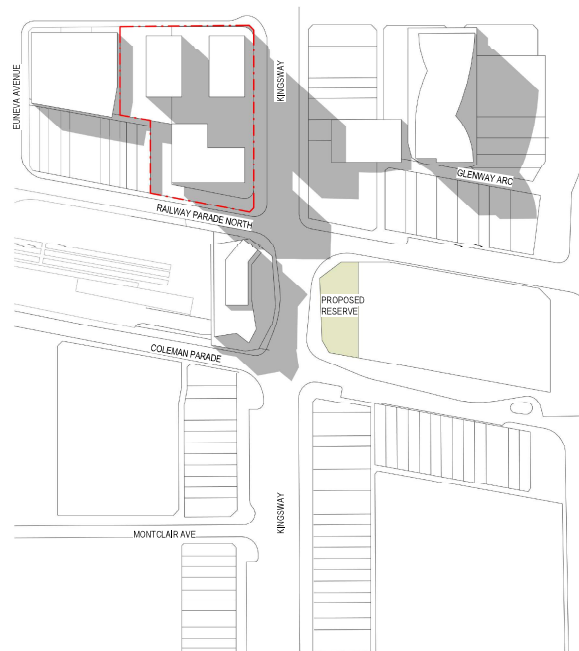 EUNEVA AVENUE
KINGSWAY
GLENWAY ARC
RAILWAY PARADE NORTH
PROPOSED
RESERVE
COLEMAN PARADE
KINGSWAY
MONTCLAIR AVE